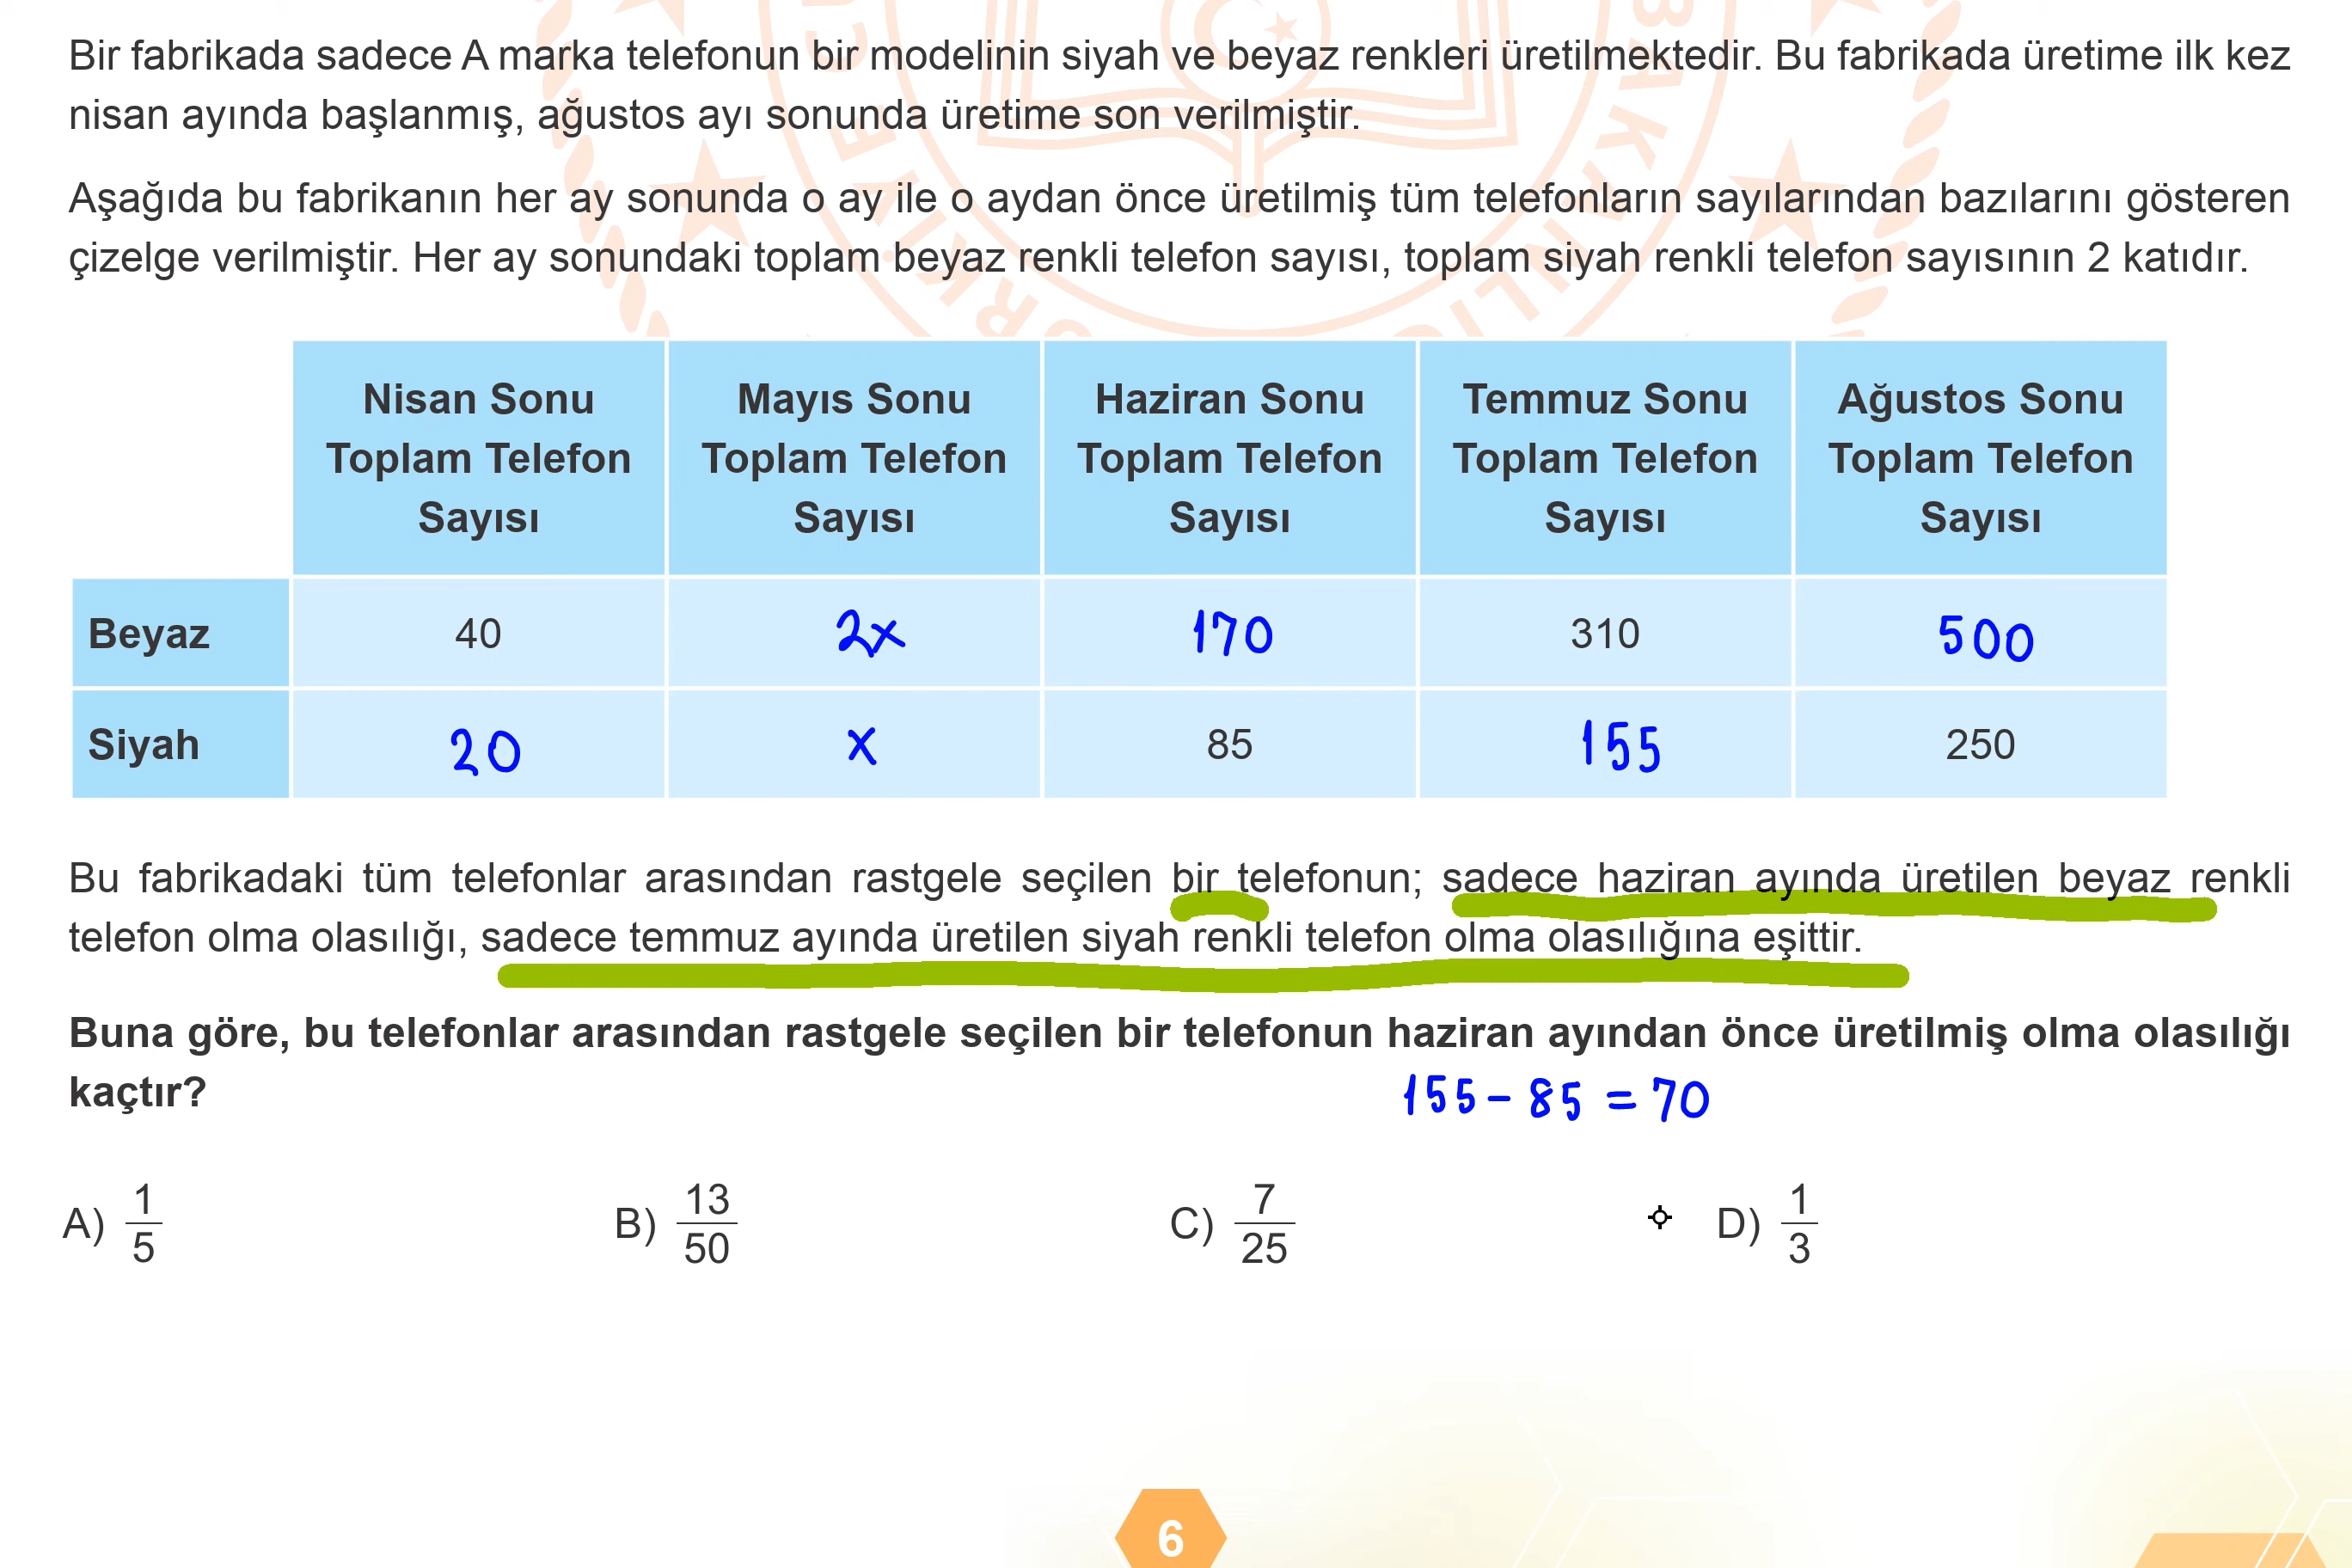 Bir fabrikada sadece A marka telefonun bir modelinin siyah ve beyaz renkleri üretilmektedir. Bu fabrikada üretime ilk kez
nisan ayında başlanmış, ağustos ayı sonunda üretime son verilmiştir.
Aşağıda bu fabrikanın her ay sonunda o ay ile o aydan önce üretilmiş tüm telefonların sayılarından bazılarını gösteren
çizelge verilmiştir. Her ay sonundaki toplam beyaz renkli telefon sayısı, toplam siyah renkli telefon sayısının 2 katıdır.
Nisan Sonu Toplam Telefon Sayısı
Mayıs Sonu Toplam Telefon Sayısı
Haziran Sonu Toplam Telefon Sayısı
Temmuz Sonu Toplam Telefon Sayısı
Ağustos Sonu Toplam Telefon Sayısı
Beyaz 40 2x 170 310 500
Siyah 20 x 85 155 250
Bu fabrikadaki tüm telefonlar arasından rastgele seçilen bir telefonun; sadece haziran ayında üretilen beyaz renkli
telefon olma olasılığı, sadece temmuz ayında üretilen siyah renkli telefon olma olasılığına eşittir.
Buna göre, bu telefonlar arasından rastgele seçilen bir telefonun haziran ayından önce üretilmiş olma olasılığı
kaçtır?
155 - 85 = 70
A) 1/5 B) 13/50 C) 7/25 D) 1/3
6